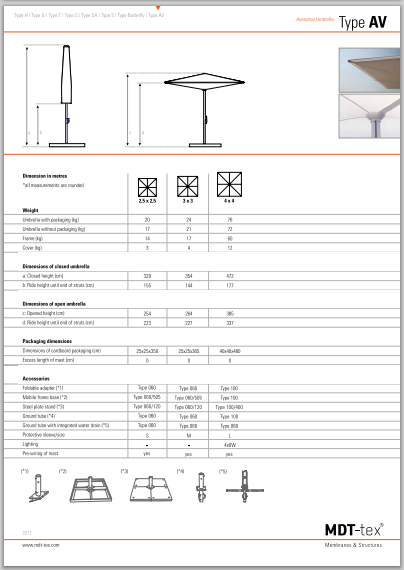 Type H / Type G / Type T / Type S / Type SA / Type E / Type Butterfly / Type AV
Avenches Umbrella Type AV
Dimension in metres
*all measurements are rounded
2,5 x 2,5 3 x 3 4 x 4
Weight
Umbrella with packaging (kg) 20 24 76
Umbrella without packaging (kg) 17 21 72
Frame (kg) 14 17 60
Cover (kg) 3 4 12
Dimensions of closed umbrella
a: Closed height (cm) 339 354 472
b: Ride height until end of struts (cm) 155 144 177
Dimensions of open umbrella
c: Opened height (cm) 254 264 385
d: Ride height until end of struts (cm) 223 227 337
Packaging dimensions
Dimensions of cardboard packaging (cm) 25x25x350 25x25x365 40x40x480
Excess length of mast (cm) 0 0 0
Accessories
Foldable adapter (*1) Type 060 Type 060 Type 100
Mobile frame base (*2) Type 060/505 Type 060/505 Type 100
Steel plate stand (*3) Type 060/120 Type 060/120 Type 100/400
Ground tube (*4) Type 060 Type 060 Type 100
Ground tube with integrated water drain (*5) Type 060 Type 060 Type 060
Protective sleeve/size S M L
Lighting - - 4x8W
Pre-wiring of mast yes yes yes
(*1) (*2) (*3) (*4) (*5)
2011
MDT-tex®
www.mdt-tex.com Membranes & Structures